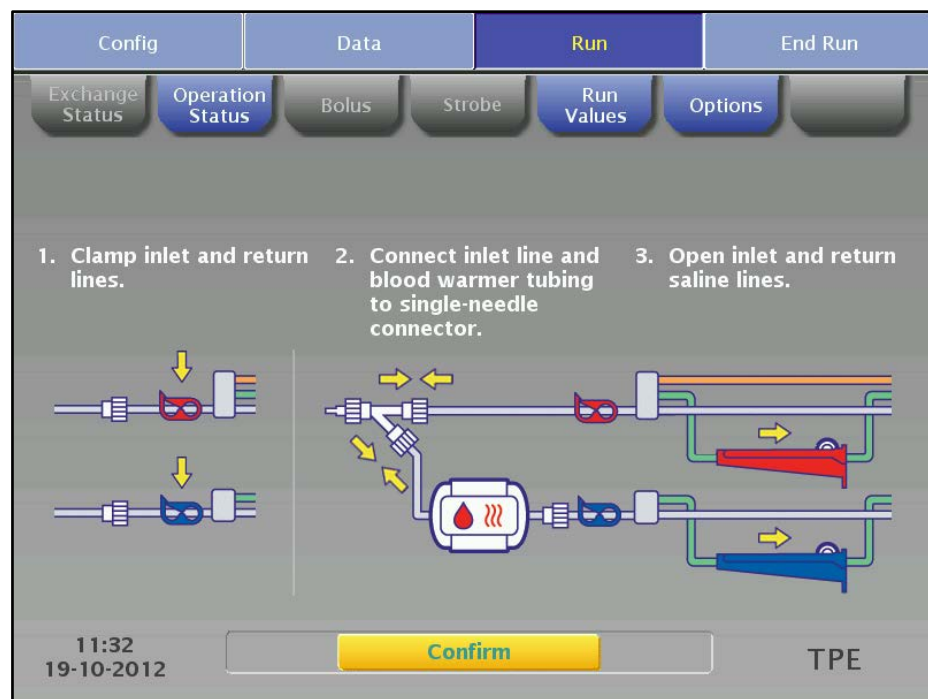 Config
Data
Run
End Run
Exchange
Status
Operation
Status
Bolus
Strobe
Run
Values
Options
1. Clamp inlet and return
lines.
2. Connect inlet line and
blood warmer tubing
to single-needle
connector.
3. Open inlet and return
saline lines.
11:32
19-10-2012
Confirm
TPE